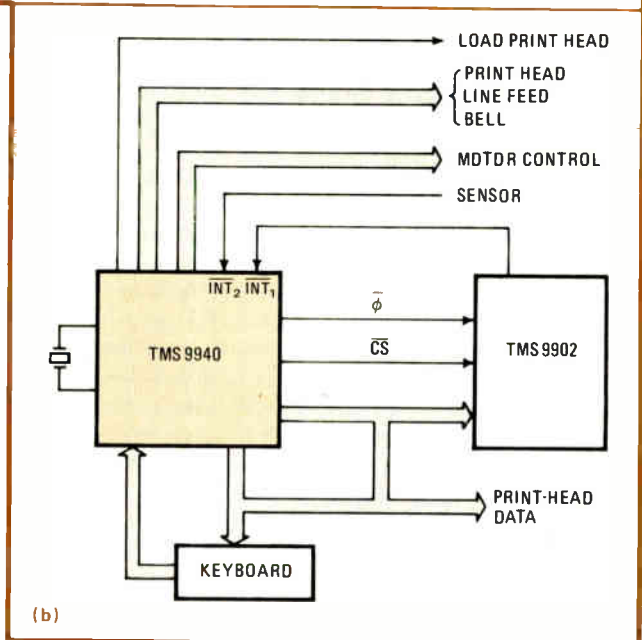 LOAD PRINT HEAD
PRINT HEAD
LINE FEED
BELL
MDTDR CONTROL
SENSOR
INT2 INT1
φ
CS
TMS 9940
TMS 9902
PRINT-HEAD
DATA
KEYBOARD
(b)